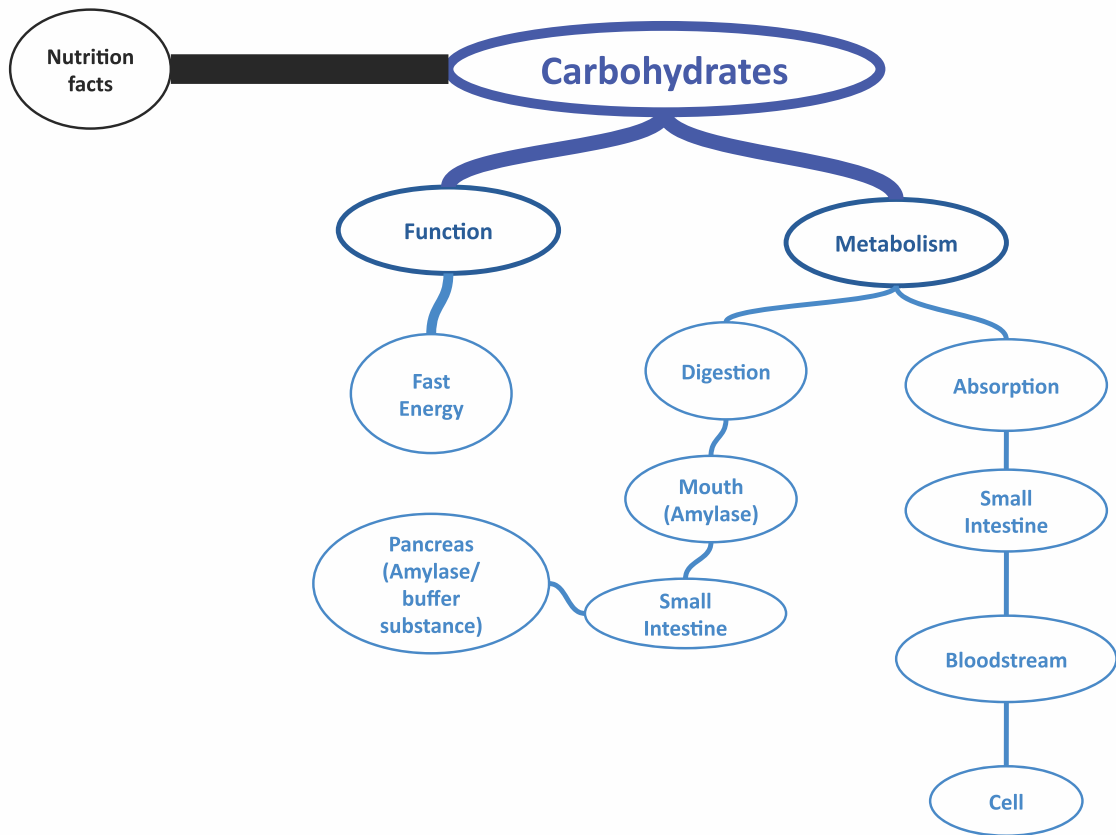 Nutrition
facts
Carbohydrates
Function
Metabolism
Fast
Energy
Digestion
Absorption
Mouth
(Amylase)
Small
Intestine
Pancreas
(Amylase/
buffer
substance)
Small
Intestine
Bloodstream
Cell